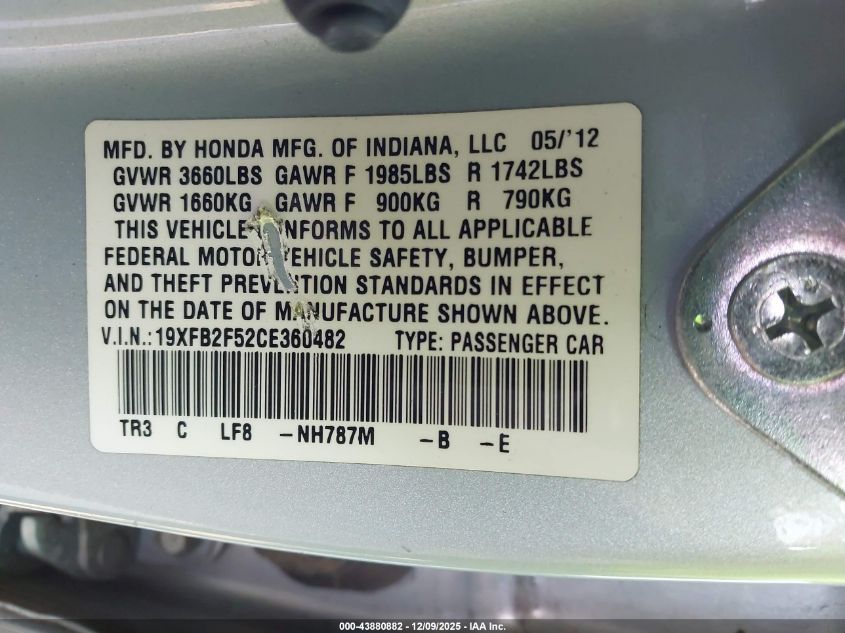 MFD. BY HONDA MFG. OF INDIANA, LLC 05/'12
GVWR 3660LBS GAWR F 1985LBS R 1742LBS
GVWR 1660KG GAWR F 900KG R 790KG
THIS VEHICLE NFORMS TO ALL APPLICABLE
FEDERAL MOTOR VEHICLE SAFETY, BUMPER,
AND THEFT PREVENTION STANDARDS IN EFFECT
ON THE DATE OF MANUFACTURE SHOWN ABOVE.
V.I.N.:19XFB2F52CE360482 TYPE: PASSENGER CAR
TR3 C LF8 -NH787M -B -E
000-43880882 | 12/09/2025 - IAA Inc.